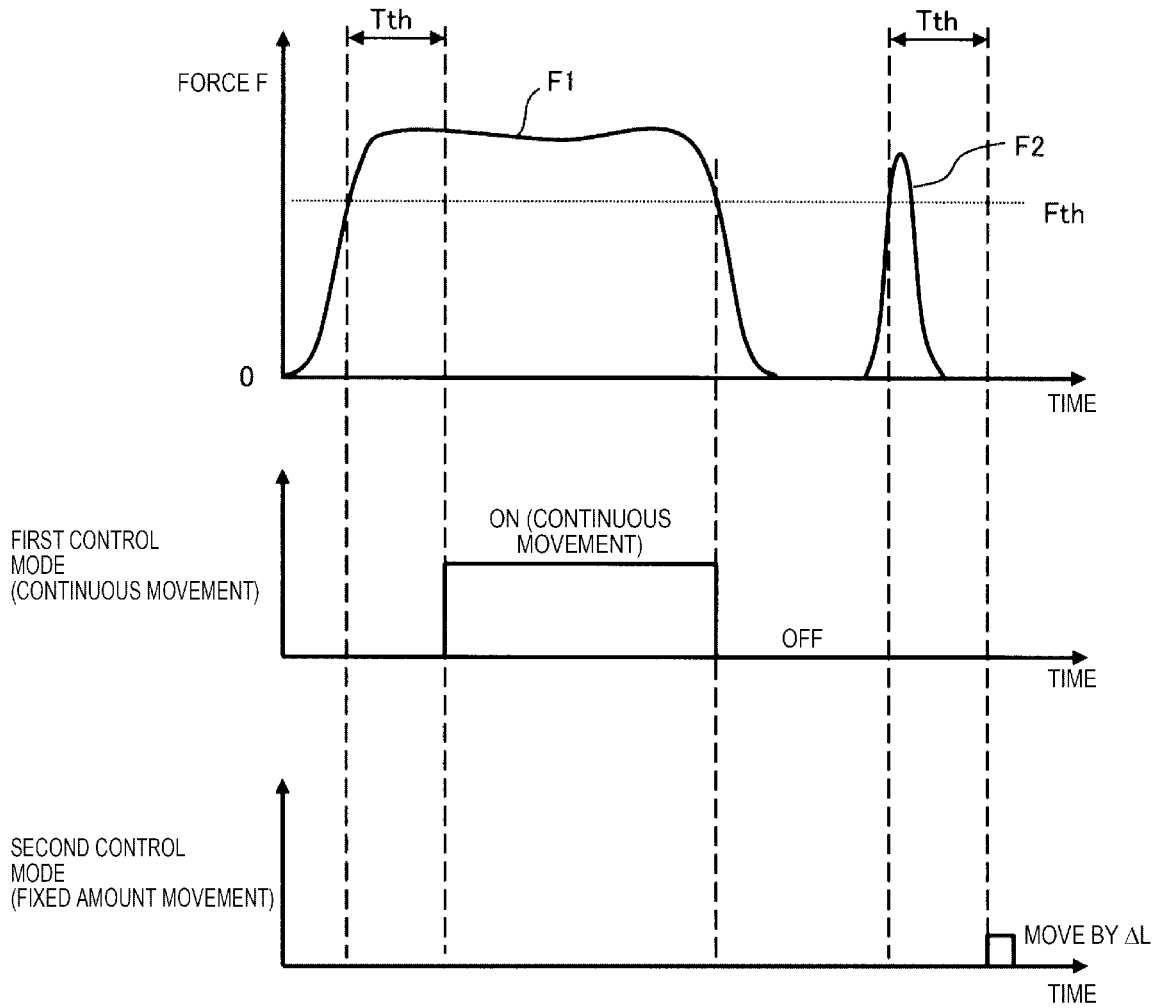 Tth
Tth
FORCE F
F1
F2
Fth
0
TIME
ON (CONTINUOUS
MOVEMENT)
FIRST CONTROL
MODE
(CONTINUOUS MOVEMENT)
OFF
TIME
SECOND CONTROL
MODE
(FIXED AMOUNT MOVEMENT)
MOVE BY ΔL
TIME